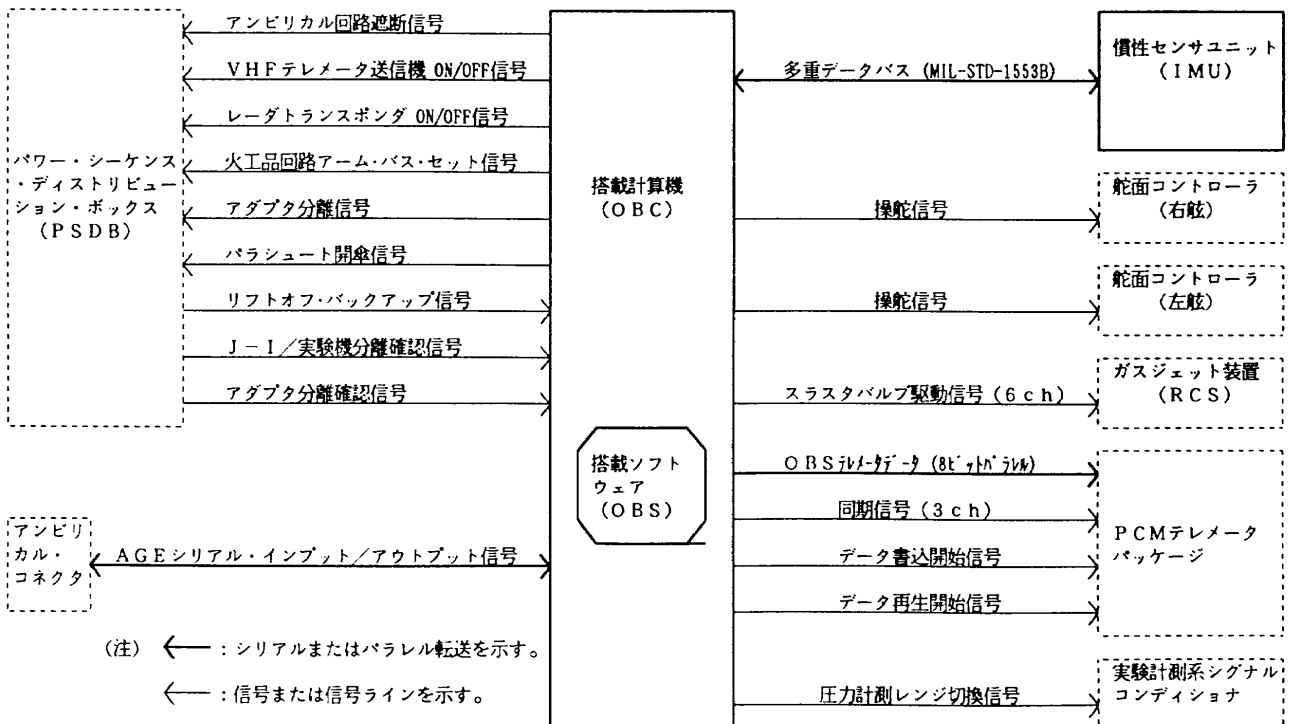 アンビリカル回路遮断信号
VHFテレメータ送信機 ON/OFF信号
レーダトランスポンダ ON/OFF信号
火工品回路アーム・バス・セット信号
アダプタ分離信号
パラシュート開傘信号
リフトオフ・バックアップ信号
J-I/実験機分離確認信号
アダプタ分離確認信号
パワー・シーケンス
・ディストリビュー
ション・ボックス
(PSDB)
アンビリ
カル・
コネクタ
AGEシリアル・インプット/アウトプット信号
搭載計算機
(OBC)
搭載ソフト
ウェア
(OBS)
多重データバス (MIL-STD-1553B)
操舵信号
操舵信号
スラスタバルブ駆動信号(6ch)
OBSテレメータデータ (8ビットパラレル)
同期信号(3ch)
データ書込開始信号
データ再生開始信号
圧力計測レンジ切換信号
慣性センサユニット
(IMU)
舵面コントローラ
(右舷)
舵面コントローラ
(左舷)
ガスジェット装置
(RCS)
PCMテレメータ
パッケージ
実験計測系シグナル
コンディショナ
(注) ←:シリアルまたはパラレル転送を示す。
←:信号または信号ラインを示す。